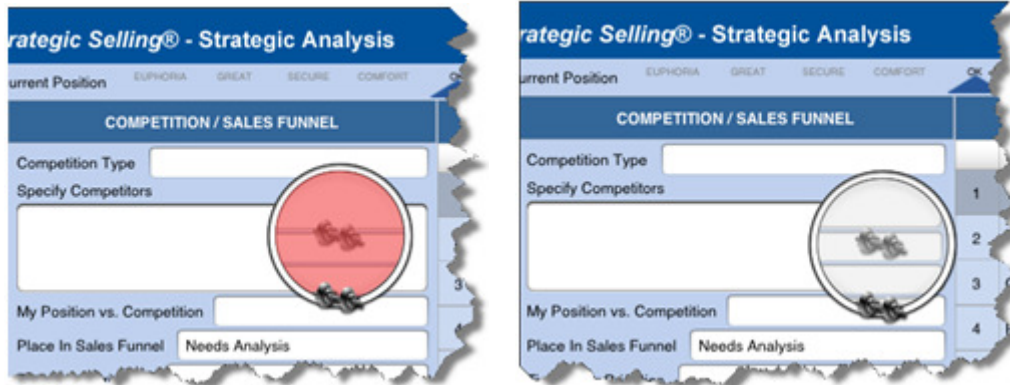 rategic Selling® - Strategic Analysis
urrent Position EUPHORIA GREAT SECURE COMFORT
COMPETITION / SALES FUNNEL
Competition Type
Specify Competitors
3
My Position vs. Competition
4
Place In Sales Funnel Needs Analysis
rategic Selling® - Strategic Analysis
urrent Position EUPHORIA GREAT SECURE COMFORT OK
COMPETITION / SALES FUNNEL
Competition Type
Specify Competitors
1
2
3
My Position vs. Competition
4
Place In Sales Funnel Needs Analysis